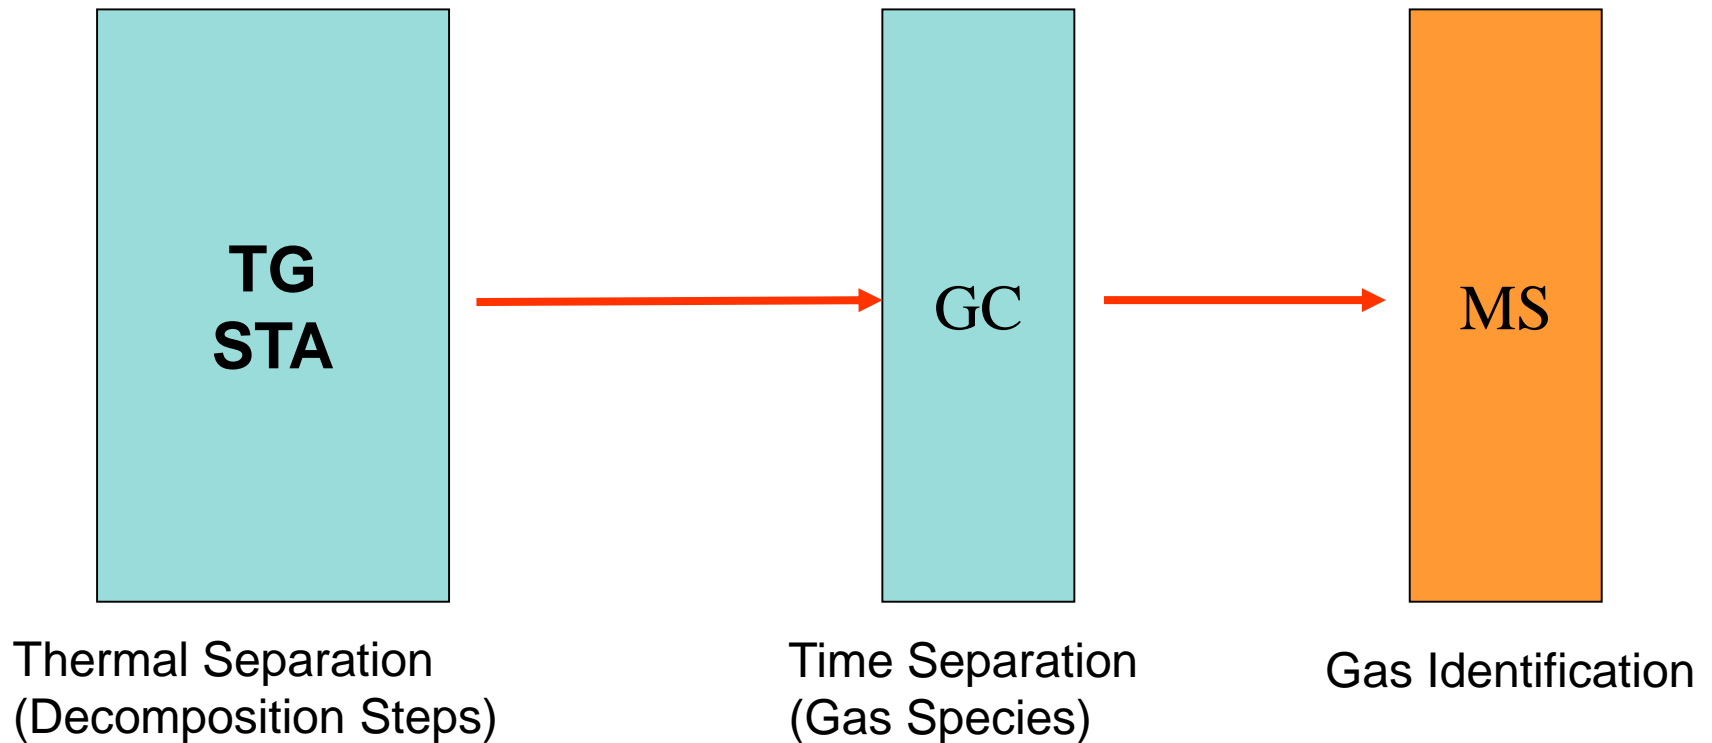 TG
STA
GC
MS
Thermal Separation
(Decomposition Steps)
Time Separation
(Gas Species)
Gas Identification